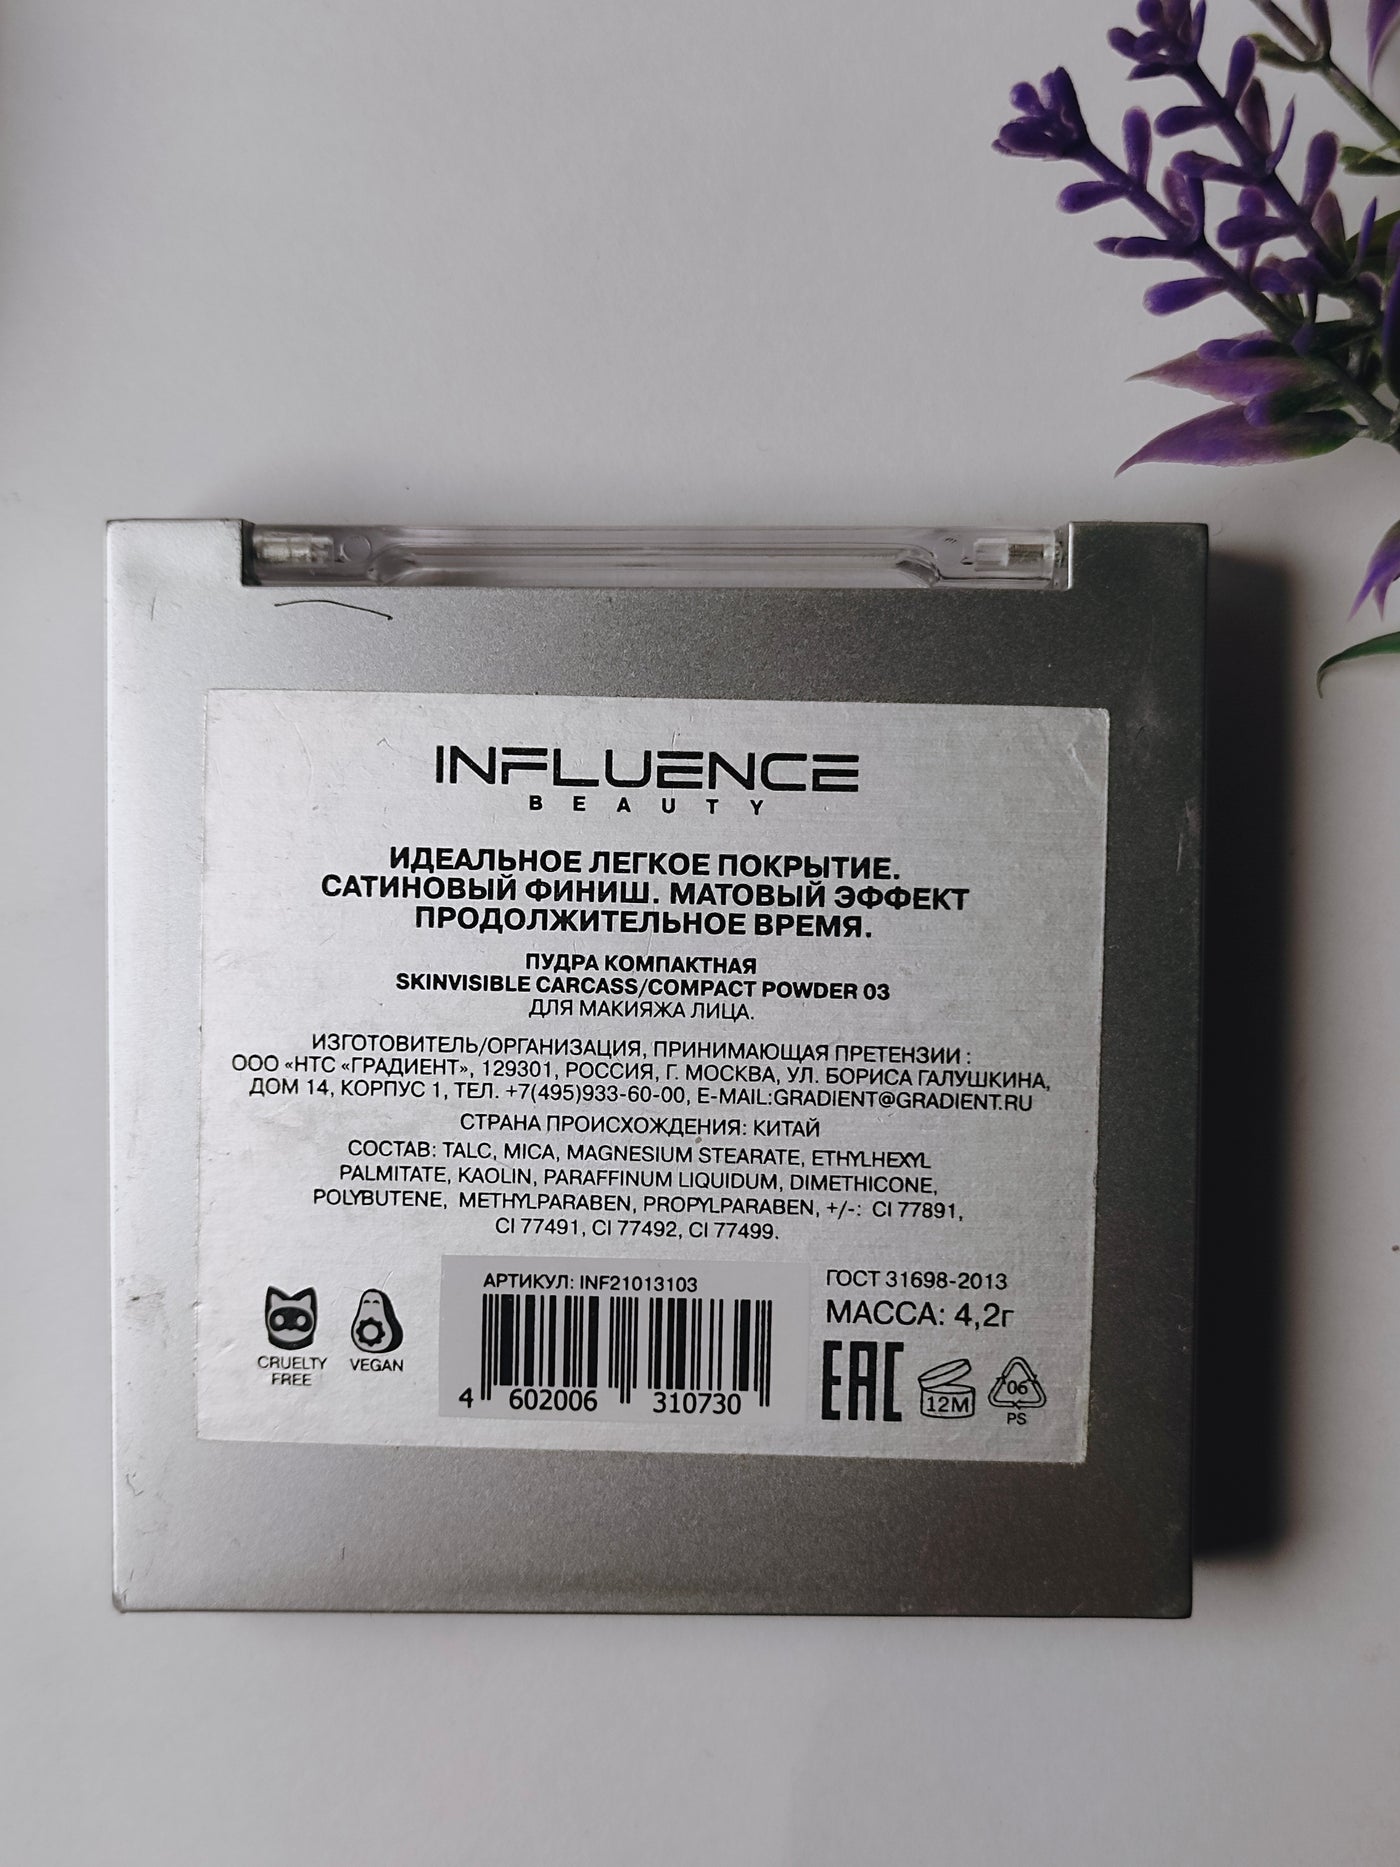 INFLUENCE
BEAUTY
ИДЕАЛЬНОЕ ЛЕГКОЕ ПОКРЫТИЕ.
САТИНОВЫЙ ФИНИШ. МАТОВЫЙ ЭФФЕКТ
ПРОДОЛЖИТЕЛЬНОЕ ВРЕМЯ.
ПУДРА КОМПАКТНАЯ
SKINVISIBLE CARCASS/COMPACT POWDER 03
ДЛЯ МАКИЯЖА ЛИЦА.
ИЗГОТОВИТЕЛЬ/ОРГАНИЗАЦИЯ, ПРИНИМАЮЩАЯ ПРЕТЕНЗИИ :
ООО «НТС «ГРАДИЕНТ», 129301, РОССИЯ, Г. МОСКВА, УЛ. БОРИСА ГАЛУШКИНА,
ДОМ 14, КОРПУС 1, ТЕЛ. +7(495)933-60-00, E-MAIL:GRADIENT@GRADIENT.RU
СТРАНА ПРОИСХОЖДЕНИЯ: КИТАЙ
СОСТАВ: TALC, MICA, MAGNESIUM STEARATE, ETHYLHEXYL
PALMITATE, KAOLIN, PARAFFINUM LIQUIDUM, DIMETHICONE,
POLYBUTENE, METHYLPARABEN, PROPYLPARABEN, +/-: CI 77891,
CI 77491, CI 77492, CI 77499.
CRUELTY
FREE
VEGAN
АРТИКУЛ: INF21013103
4 602006 310730
ГОСТ 31698-2013
МАССА: 4,2г
EAC
12M
06
PS